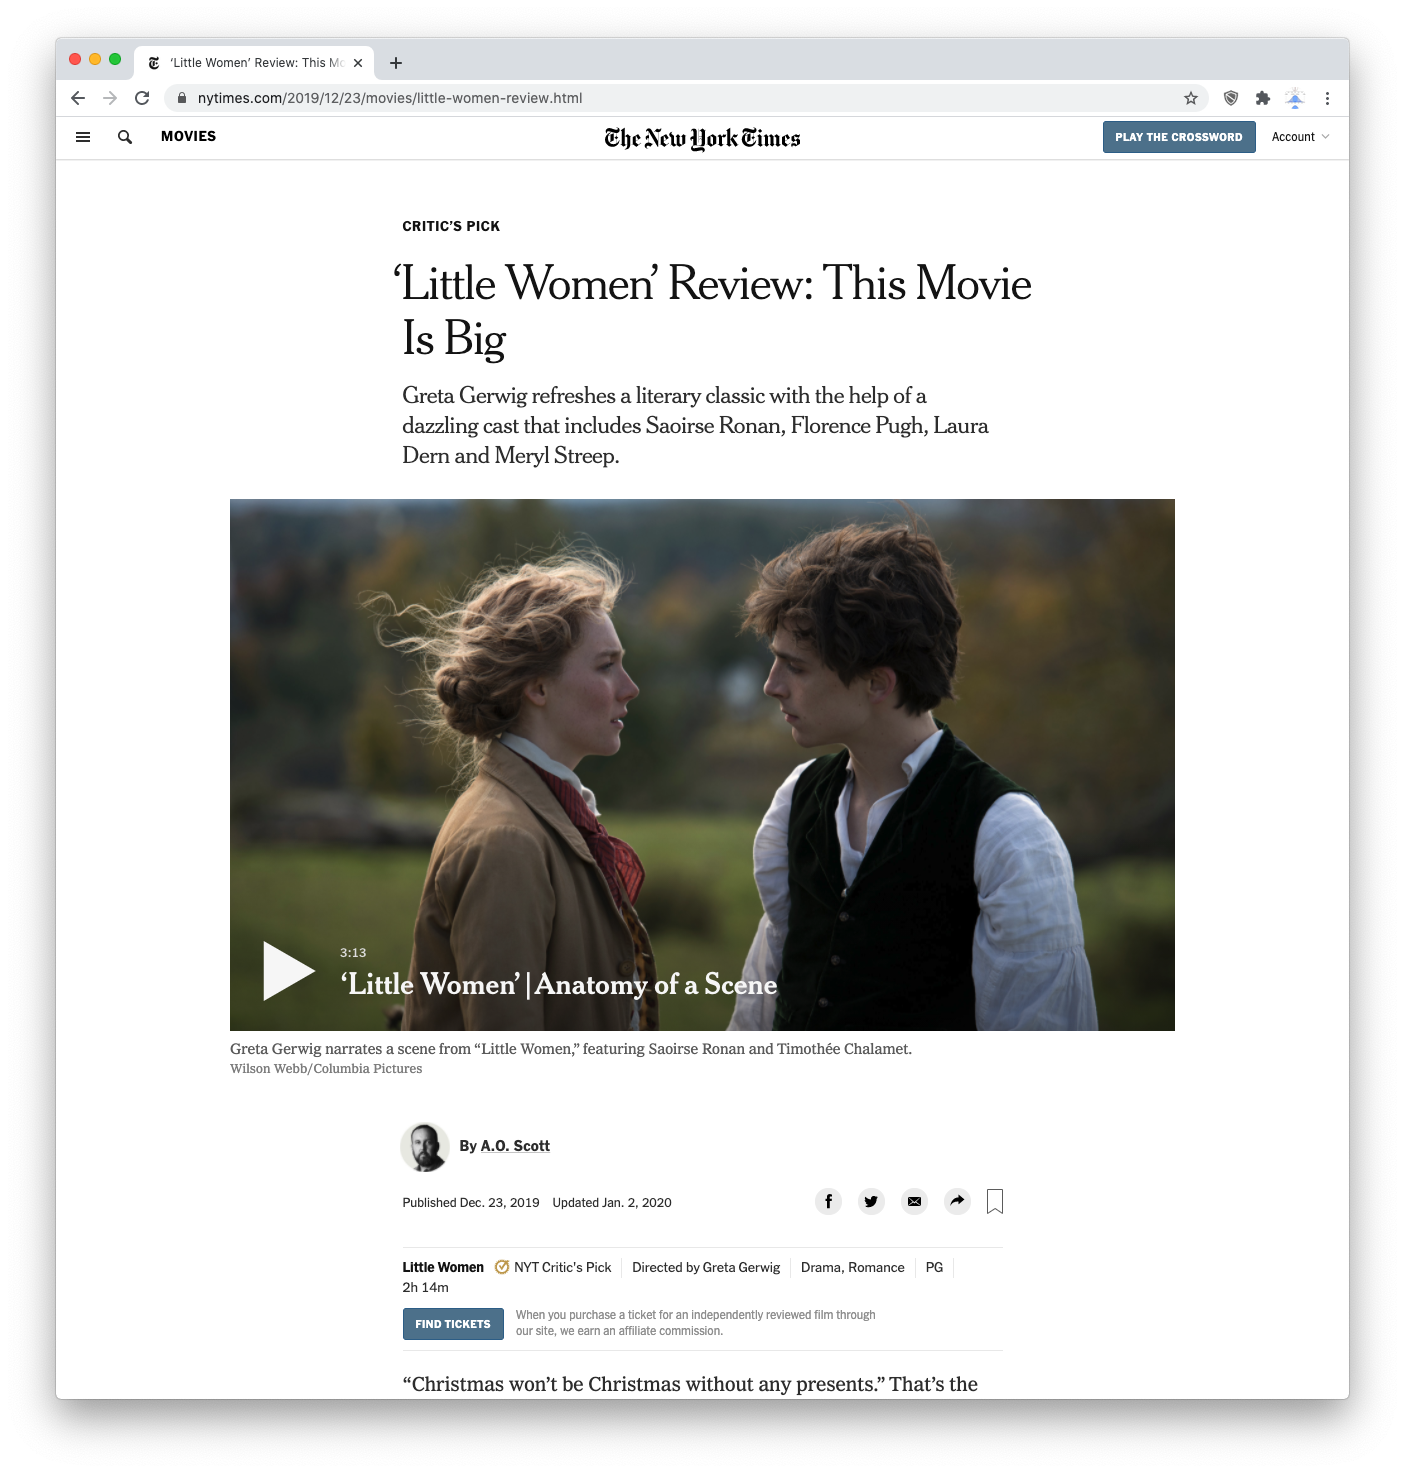 ‘Little Women’ Review: This Mo
nytimes.com/2019/12/23/movies/little-women-review.html
MOVIES
The New York Times
PLAY THE CROSSWORD
Account
CRITIC’S PICK
‘Little Women’ Review: This Movie
Is Big
Greta Gerwig refreshes a literary classic with the help of a
dazzling cast that includes Saoirse Ronan, Florence Pugh, Laura
Dern and Meryl Streep.
3:13
‘Little Women’ | Anatomy of a Scene
Greta Gerwig narrates a scene from “Little Women,” featuring Saoirse Ronan and Timothée Chalamet.
Wilson Webb/Columbia Pictures
By A.O. Scott
Published Dec. 23, 2019 Updated Jan. 2, 2020
Little Women NYT Critic's Pick Directed by Greta Gerwig Drama, Romance PG
2h 14m
FIND TICKETS
When you purchase a ticket for an independently reviewed film through
our site, we earn an affiliate commission.
“Christmas won’t be Christmas without any presents.” That’s the